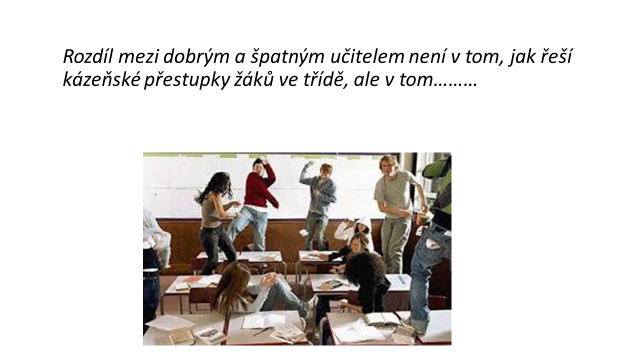 Rozdíl mezi dobrým a špatným učitelem není v tom, jak řeší
kázeňské přestupky žáků ve třídě, ale v tom………